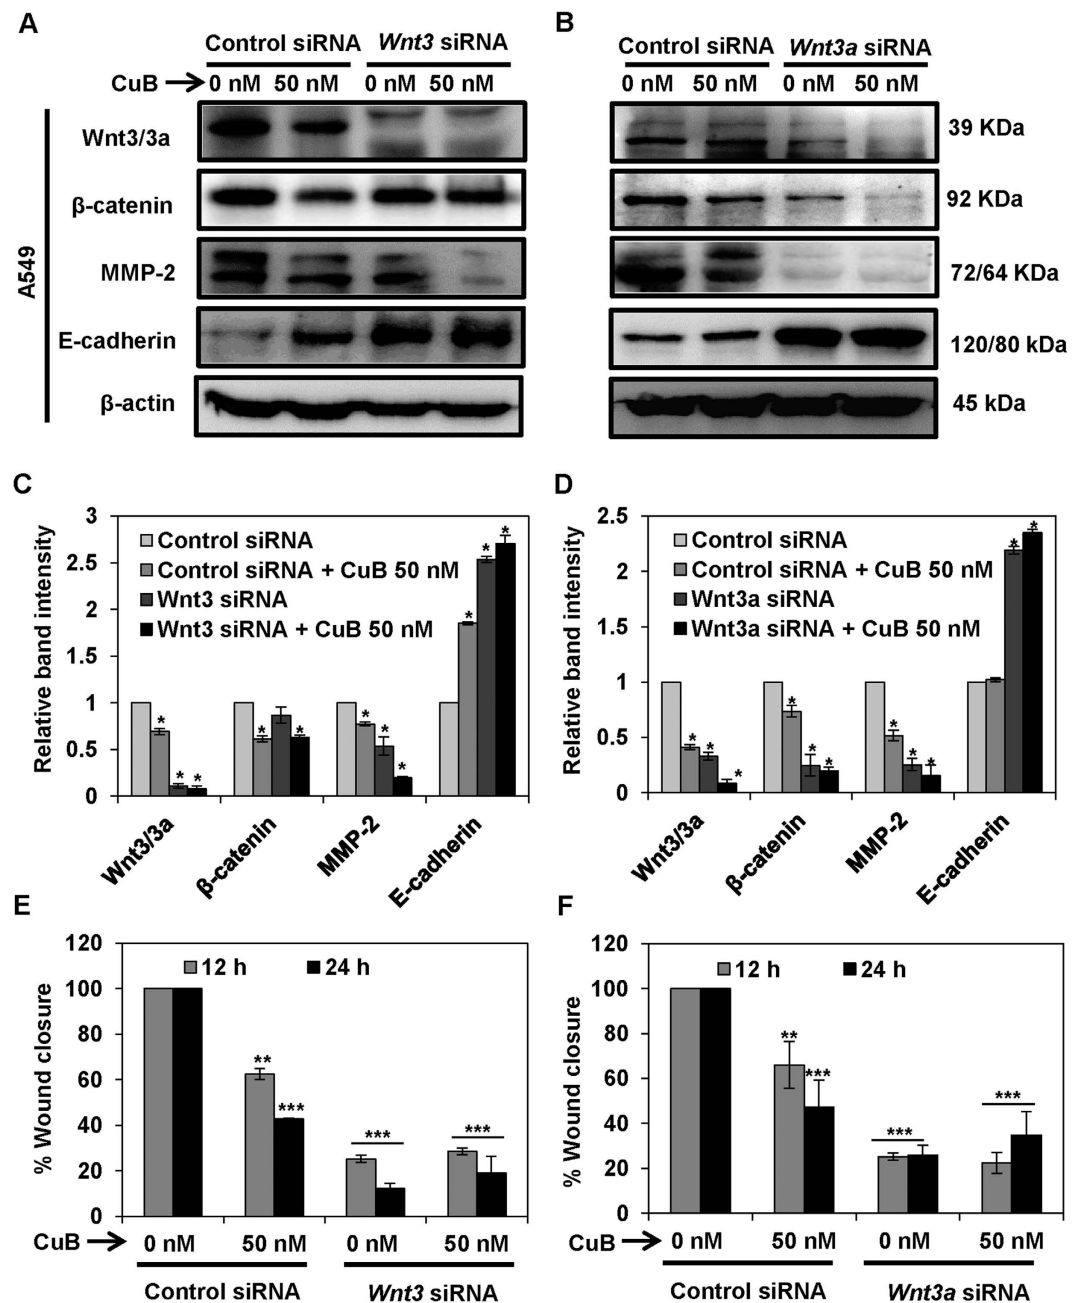 A
Control siRNA Wnt3 siRNA
CuB 0 nM 50 nM 0 nM 50 nM
A549
Wnt3/3a
β-catenin
MMP-2
E-cadherin
β-actin
B
Control siRNA Wnt3a siRNA
0 nM 50 nM 0 nM 50 nM
39 KDa
92 KDa
72/64 KDa
120/80 kDa
45 kDa
C
Relative band intensity
3
2.5
2
1.5
1
0.5
0
Control siRNA
Control siRNA + CuB 50 nM
Wnt3 siRNA
Wnt3 siRNA + CuB 50 nM
* * *
* *
* * *
* * *
Wnt3/3a
β-catenin
MMP-2
E-cadherin
D
Relative band intensity
2.5
2
1.5
1
0.5
0
Control siRNA
Control siRNA + CuB 50 nM
Wnt3a siRNA
Wnt3a siRNA + CuB 50 nM
* * *
* * *
* * *
* *
Wnt3/3a
β-catenin
MMP-2
E-cadherin
E
% Wound closure
120
100
80
60
40
20
0
12 h 24 h
**
***
***
***
CuB 0 nM 50 nM 0 nM 50 nM
Control siRNA Wnt3 siRNA
F
% Wound closure
120
100
80
60
40
20
0
12 h 24 h
**
***
***
***
CuB 0 nM 50 nM 0 nM 50 nM
Control siRNA Wnt3a siRNA